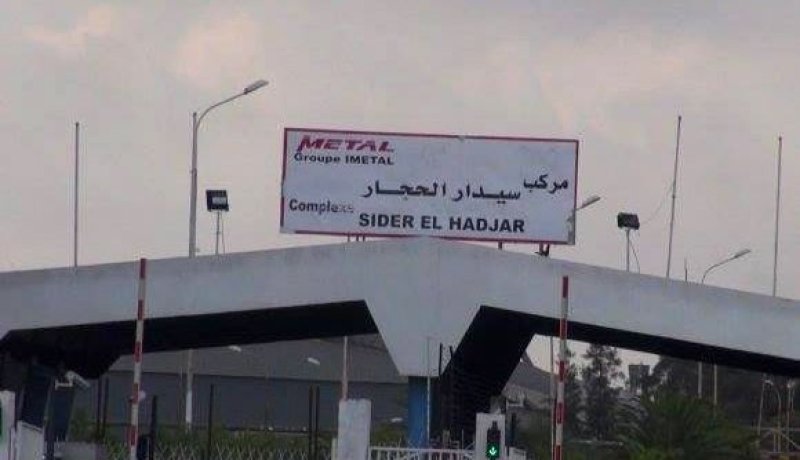 METAL
Groupe IMETAL
مركب سيدار الحجار
Complexe
SIDER EL HADJAR